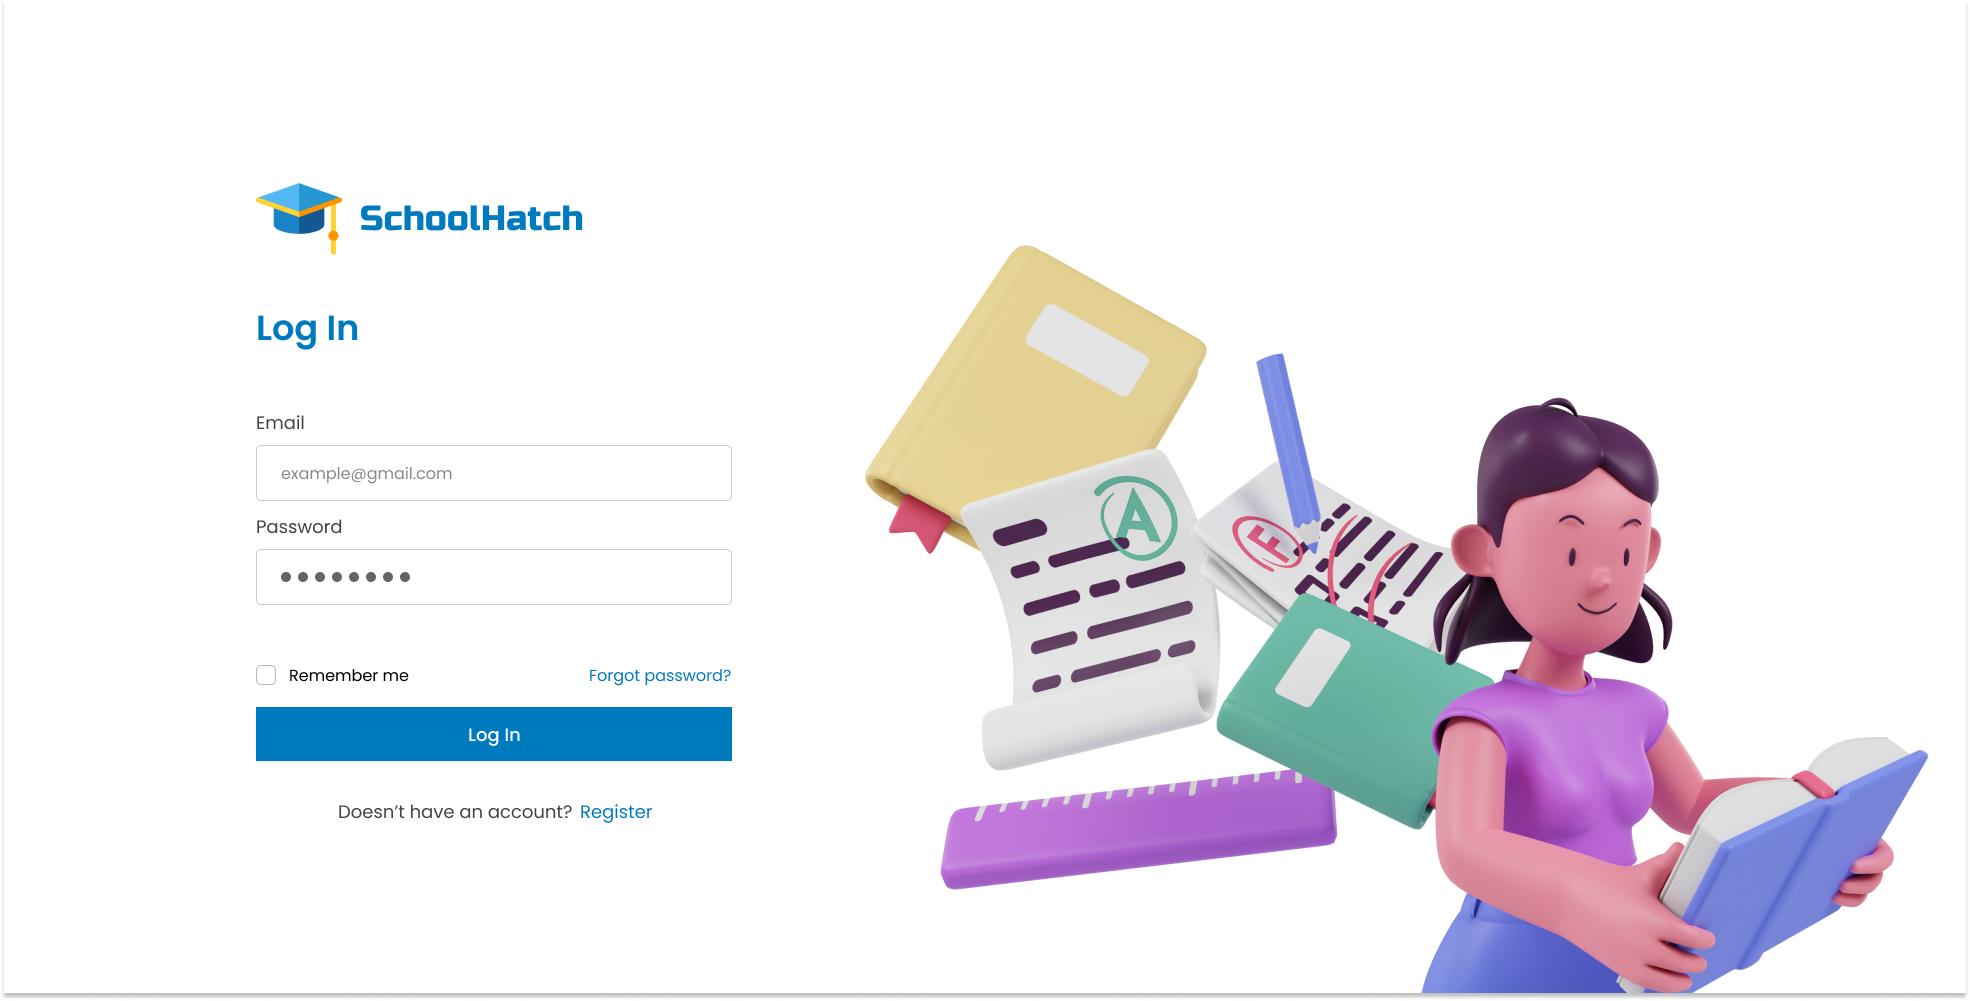 SchoolHatch
Log In
Email
example@gmail.com
Password
Remember me
Forgot password?
Log In
Doesn’t have an account? Register
A
F